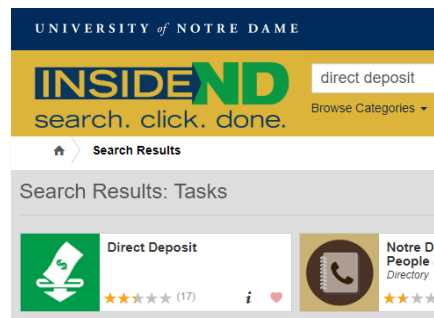 UNIVERSITY of NOTRE DAME
INSIDEND
search. click. done.
direct deposit
Browse Categories
Search Results
Search Results: Tasks
Direct Deposit
(17)
i
Notre D
People
Directory